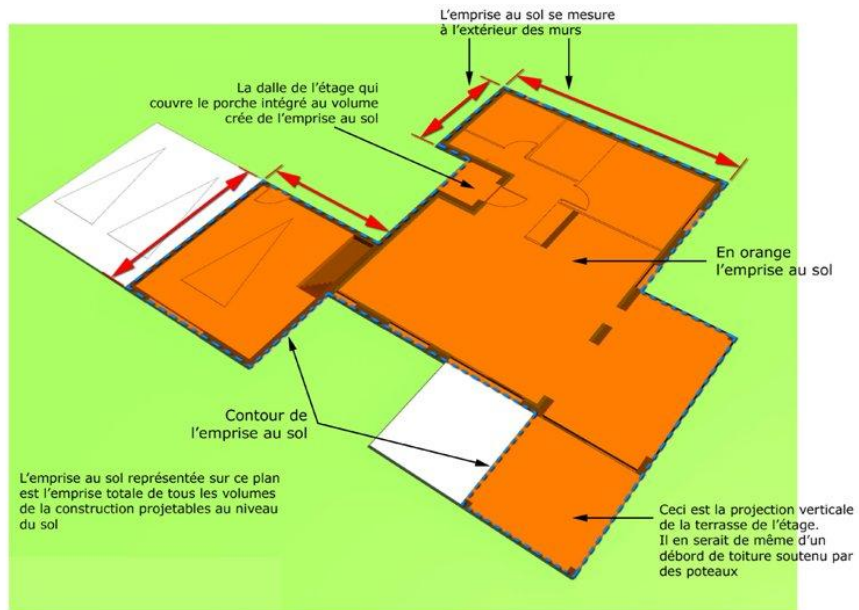 L'emprise au sol se mesure
à l'extérieur des murs
La dalle de l'étage qui
couvre le porche intégré au volume
crée de l'emprise au sol
En orange
l'emprise au sol
Contour de
l'emprise au sol
L'emprise au sol représentée sur ce plan
est l'emprise totale de tous les volumes
de la construction projetables au niveau
du sol
Ceci est la projection verticale
de la terrasse de l'étage.
Il en serait de même d'un
débord de toiture soutenu par
des poteaux